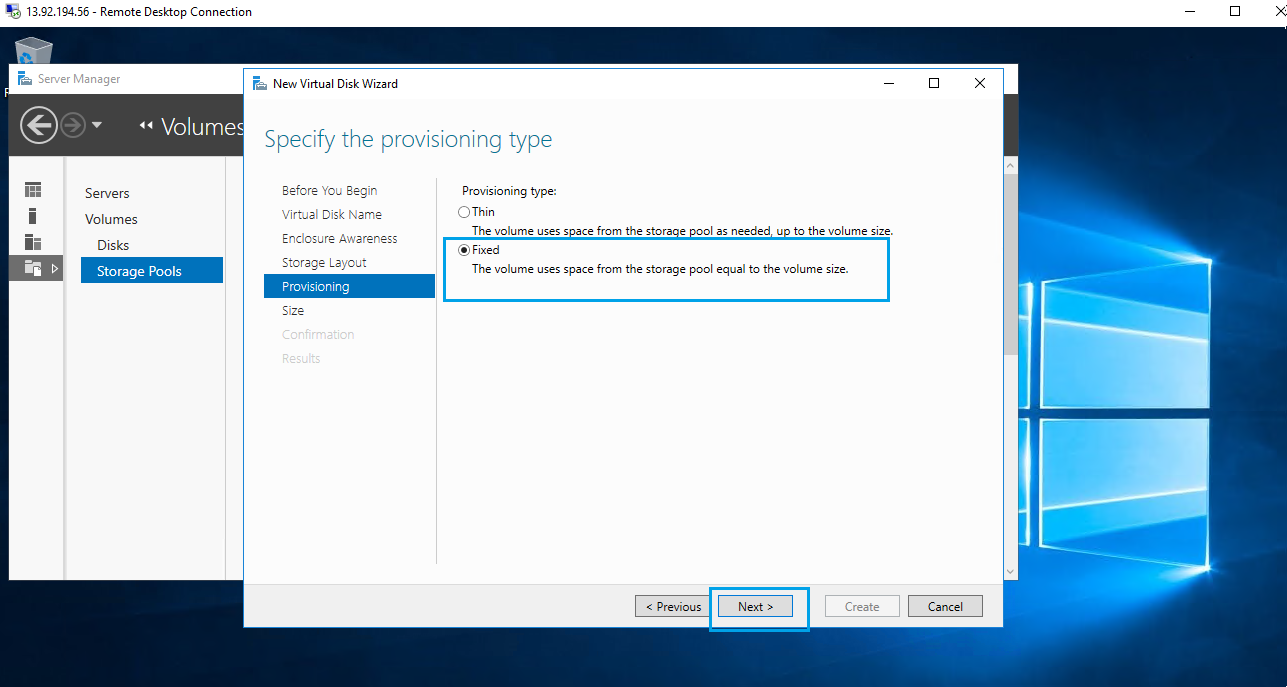 13.92.194.56 - Remote Desktop Connection
Server Manager
New Virtual Disk Wizard
Volumes
Specify the provisioning type
Servers
Volumes
Disks
Storage Pools
Before You Begin
Virtual Disk Name
Enclosure Awareness
Storage Layout
Provisioning
Size
Confirmation
Results
Provisioning type:
Thin
The volume uses space from the storage pool as needed, up to the volume size.
Fixed
The volume uses space from the storage pool equal to the volume size.
< Previous
Next >
Create
Cancel